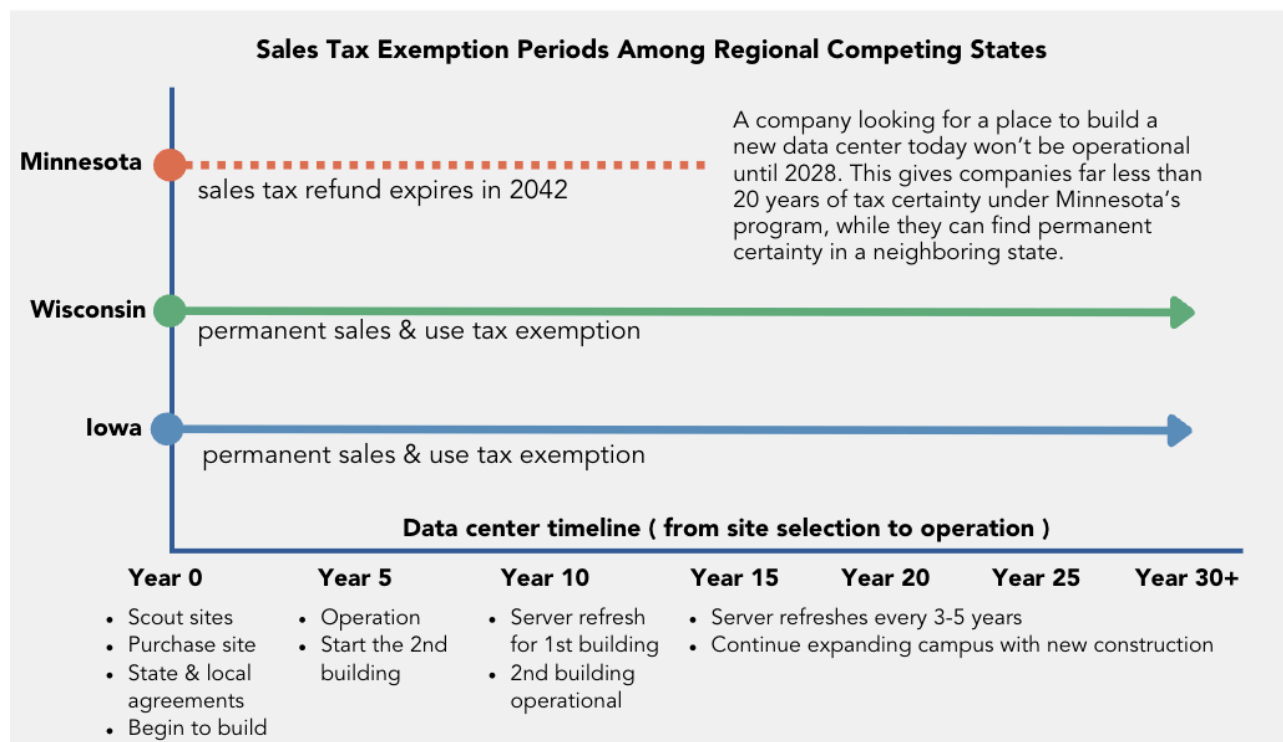 Sales Tax Exemption Periods Among Regional Competing States
Minnesota
sales tax refund expires in 2042
A company looking for a place to build a
new data center today won't be operational
until 2028. This gives companies far less than
20 years of tax certainty under Minnesota's
program, while they can find permanent
certainty in a neighboring state.
Wisconsin
permanent sales & use tax exemption
Iowa
permanent sales & use tax exemption
Data center timeline ( from site selection to operation )
Year 0
• Scout sites
• Purchase site
• State & local
agreements
• Begin to build
Year 5
• Operation
• Start the 2nd
building
Year 10
• Server refresh
for 1st building
• 2nd building
operational
Year 15 Year 20 Year 25 Year 30+
• Server refreshes every 3-5 years
• Continue expanding campus with new construction